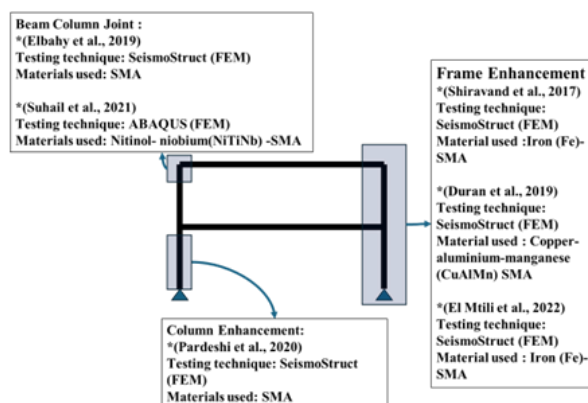 Beam Column Joint :
*(Elbahy et al., 2019)
Testing technique: SeismoStruct (FEM)
Materials used: SMA
*(Suhail et al., 2021)
Testing technique: ABAQUS (FEM)
Materials used: Nitinol- niobium(NiTiNb) -SMA
Frame Enhancement
*(Shiravand et al., 2017)
Testing technique:
SeismoStruct (FEM)
Material used :Iron (Fe)-
SMA
*(Duran et al., 2019)
Testing technique:
SeismoStruct (FEM)
Material used : Copper-
aluminium-manganese
(CuAlMn) SMA
*(El Mtili et al., 2022)
Testing technique:
SeismoStruct (FEM)
Material used : Iron (Fe)-
SMA
Column Enhancement:
*(Pardeshi et al., 2020)
Testing technique: SeismoStruct
(FEM)
Materials used: SMA